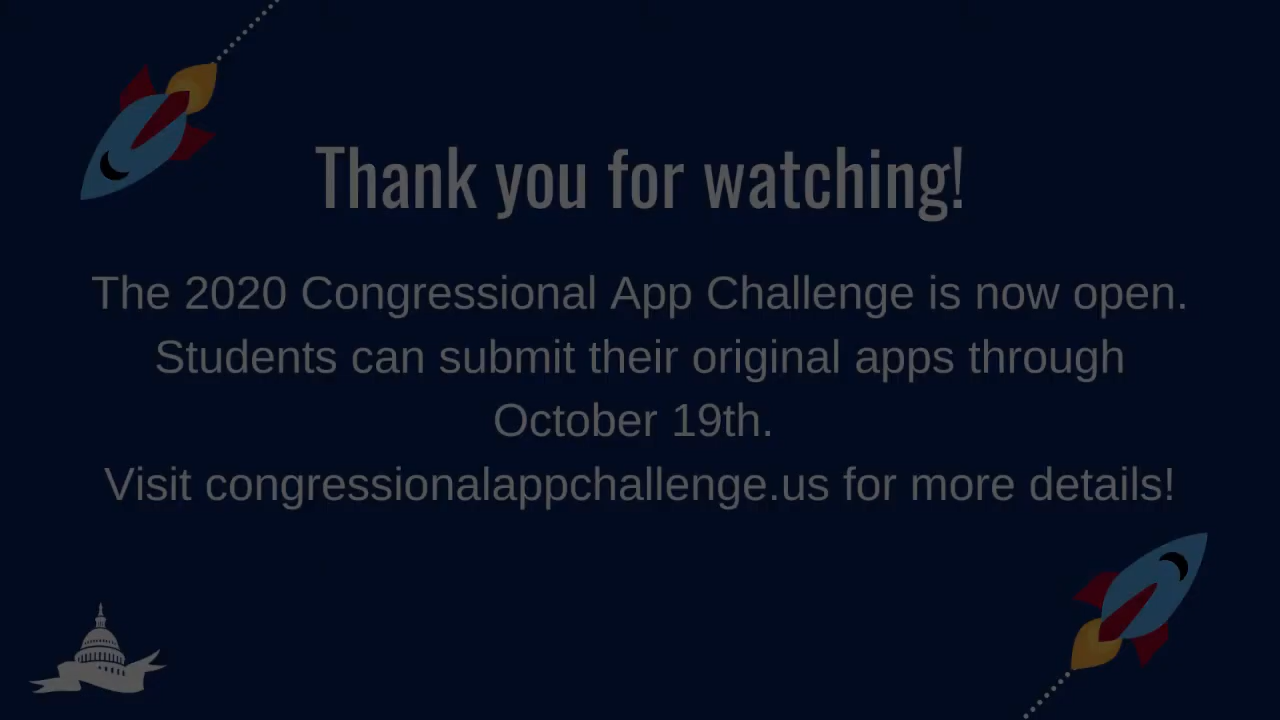 Thank you for watching!
The 2020 Congressional App Challenge is now open.
Students can submit their original apps through
October 19th.
Visit congressionalappchallenge.us for more details!